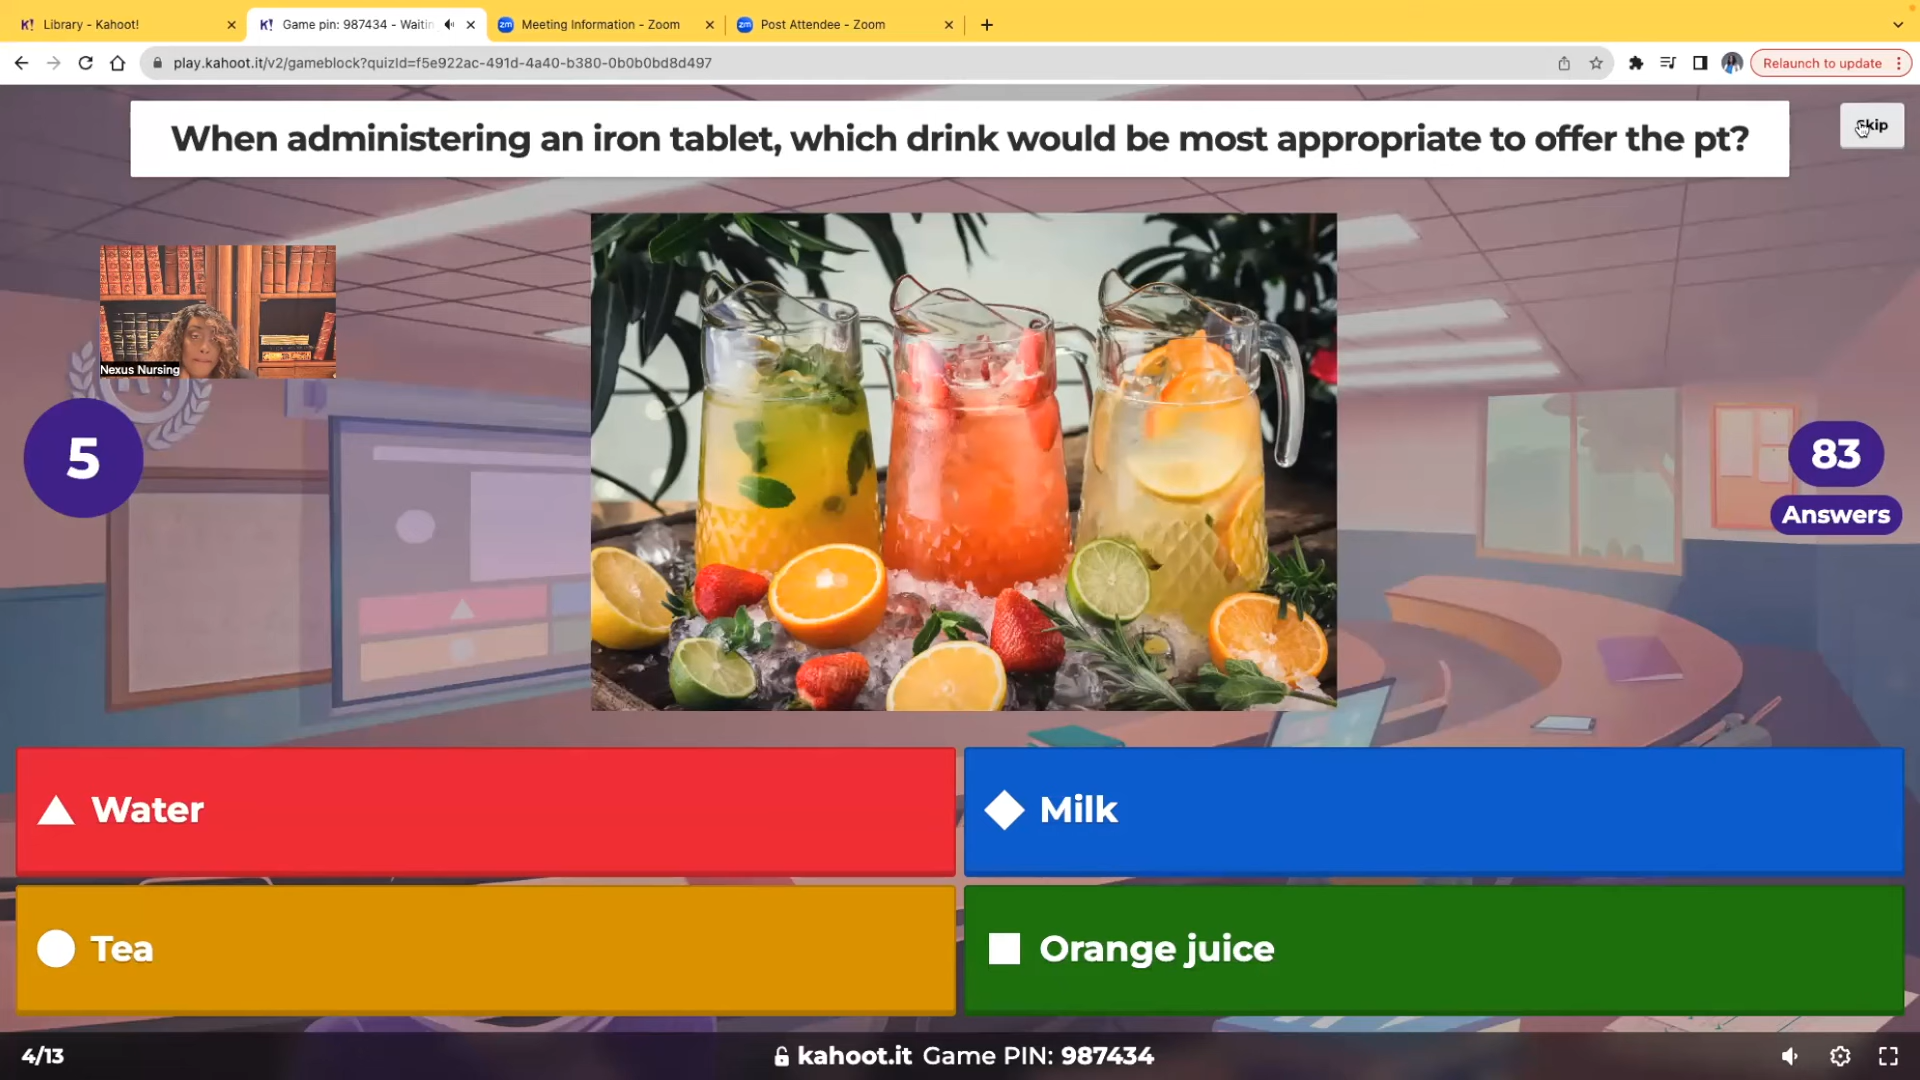 Library - Kahoot!
Game pin: 987434 - Waitin
Meeting Information - Zoom
Post Attendee - Zoom
play.kahoot.it/v2/gameblock?quizId=f5e922ac-491d-4a40-b380-0b0b0bd8d497
Relaunch to update
When administering an iron tablet, which drink would be most appropriate to offer the pt?
Skip
Nexus Nursing
5
83
Answers
Water
Milk
Tea
Orange juice
4/13
kahoot.it Game PIN: 987434